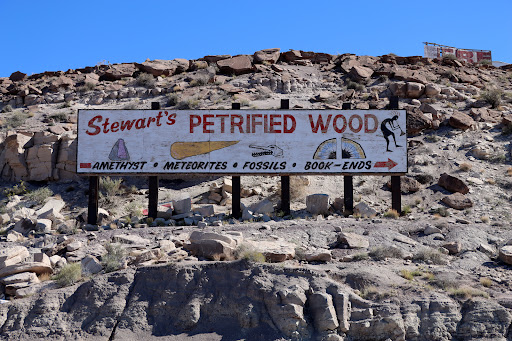 Stewart's PETRIFIED WOOD
AMETHYST • METEORITES • FOSSILS • BOOK-ENDS